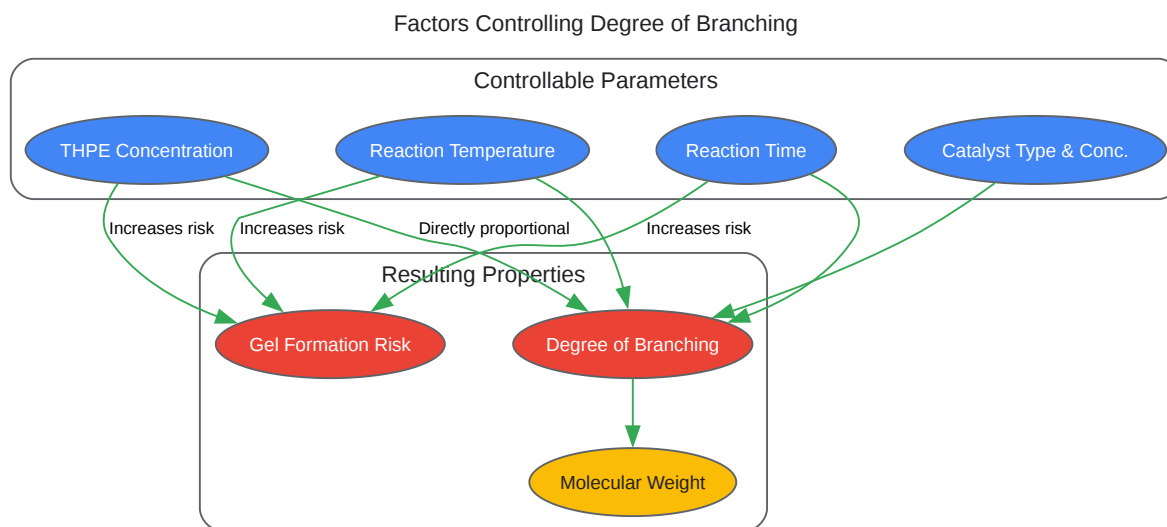 Factors Controlling Degree of Branching
Controllable Parameters
THPE Concentration
Reaction Temperature
Reaction Time
Catalyst Type & Conc.
Increases risk
Increases risk
Directly proportional
Increases risk
Resulting Properties
Gel Formation Risk
Degree of Branching
Molecular Weight